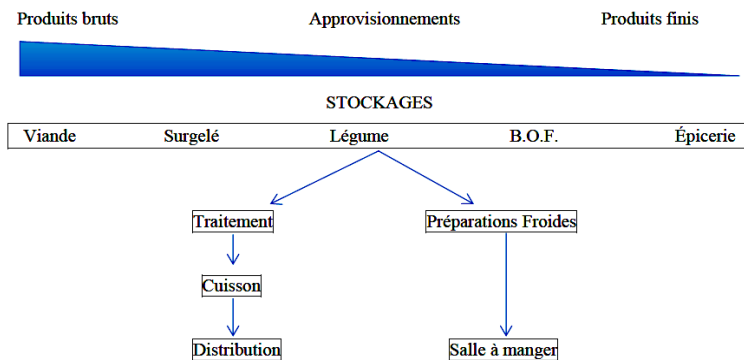 Produits bruts Approvisionnements Produits finis
STOCKAGES
Viande Surgelé Légume B.O.F. Épicerie
Traitement Préparations Froides
Cuisson
Distribution Salle à manger